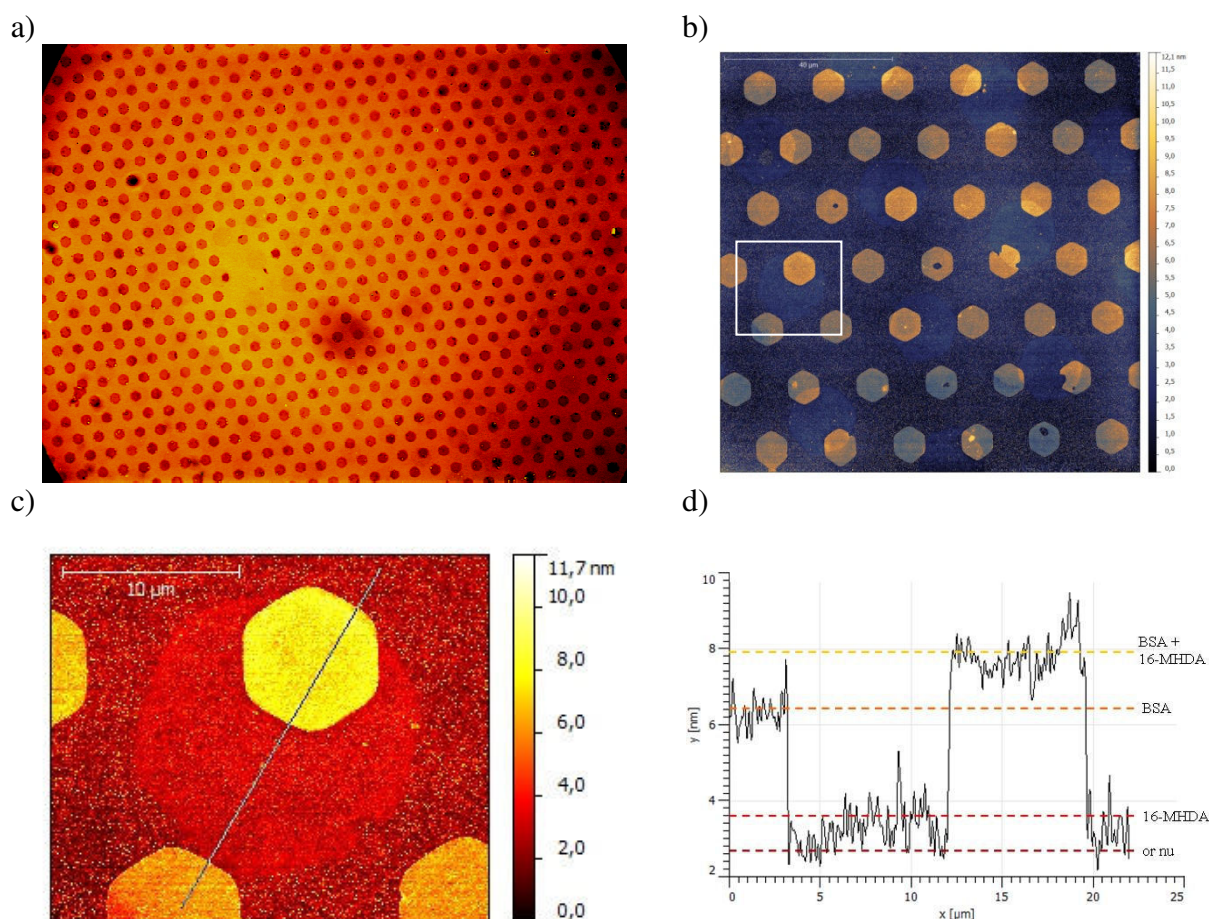 a)
b)
40 µm
12,1 nm
11,5
11,0
10,5
10,0
9,5
9,0
8,5
8,0
7,5
7,0
6,5
6,0
5,5
5,0
4,5
4,0
3,5
3,0
2,5
2,0
1,5
1,0
0,5
0,0
c)
10 µm
11,7 nm
10,0
8,0
6,0
4,0
2,0
0,0
d)
10
8
6
4
2
y [nm]
0
5
10
15
20
25
x [µm]
BSA +
16-MHDA
BSA
16-MHDA
or nu